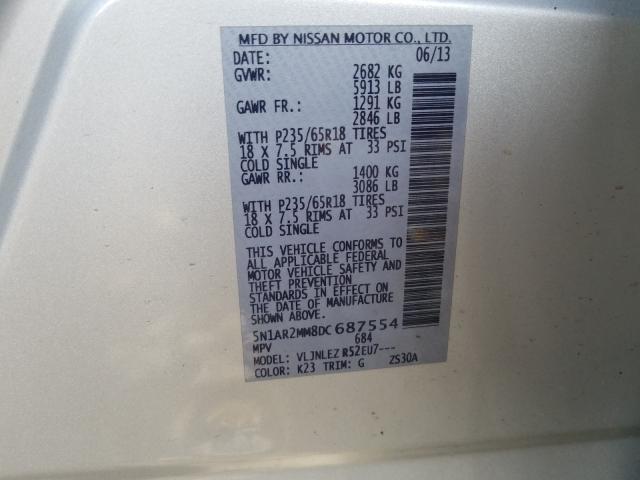 MFD BY NISSAN MOTOR CO., LTD.
DATE: 06/13
GVWR: 2682 KG
5913 LB
GAWR FR.: 1291 KG
2846 LB
WITH P235/65R18 TIRES
18 X 7.5 RIMS AT 33 PSI
COLD SINGLE
GAWR RR.: 1400 KG
3086 LB
WITH P235/65R18 TIRES
18 X 7.5 RIMS AT 33 PSI
COLD SINGLE
THIS VEHICLE CONFORMS TO
ALL APPLICABLE FEDERAL
MOTOR VEHICLE SAFETY AND
THEFT PREVENTION
STANDARDS IN EFFECT ON
THE DATE OF MANUFACTURE
SHOWN ABOVE.
5N1AR2MM8DC687554
MPV 684
MODEL: VLJNLEZ R52EU7---
COLOR: K23 TRIM: G ZS30A